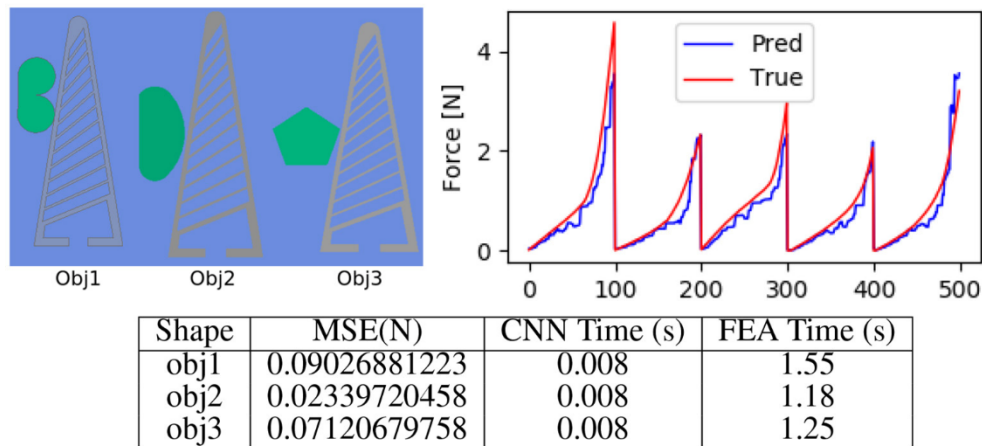 Obj1 Obj2 Obj3
Force [N]
4
2
0
Pred
True
0 100 200 300 400 500
Shape MSE(N) CNN Time (s) FEA Time (s)
obj1 0.09026881223 0.008 1.55
obj2 0.02339720458 0.008 1.18
obj3 0.07120679758 0.008 1.25